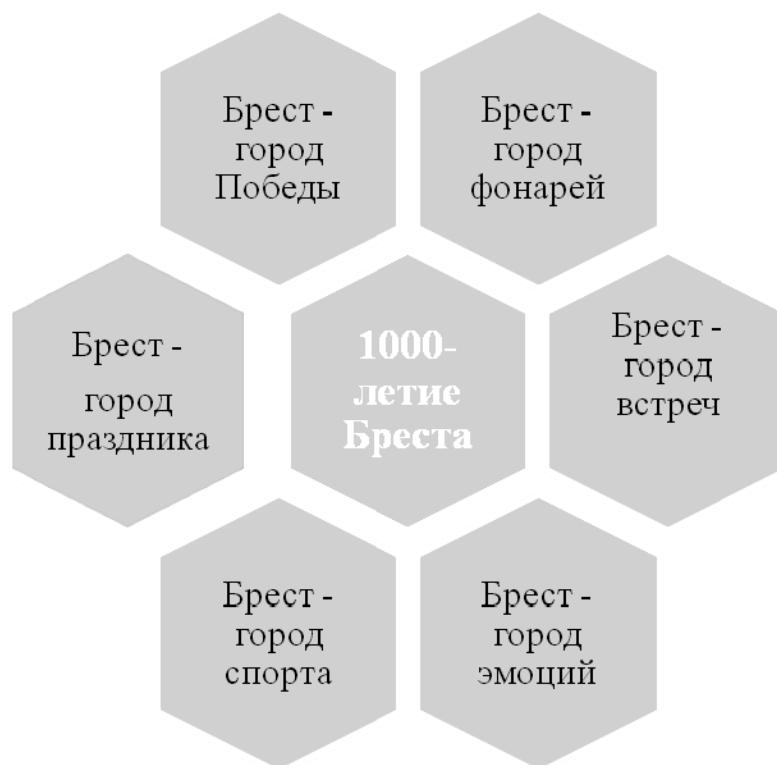 Брест -
город
Победы
Брест -
город
фонарей
Брест -
город
праздника
1000-
летие
Бреста
Брест -
город
встреч
Брест -
город
спорта
Брест -
город
эмоций